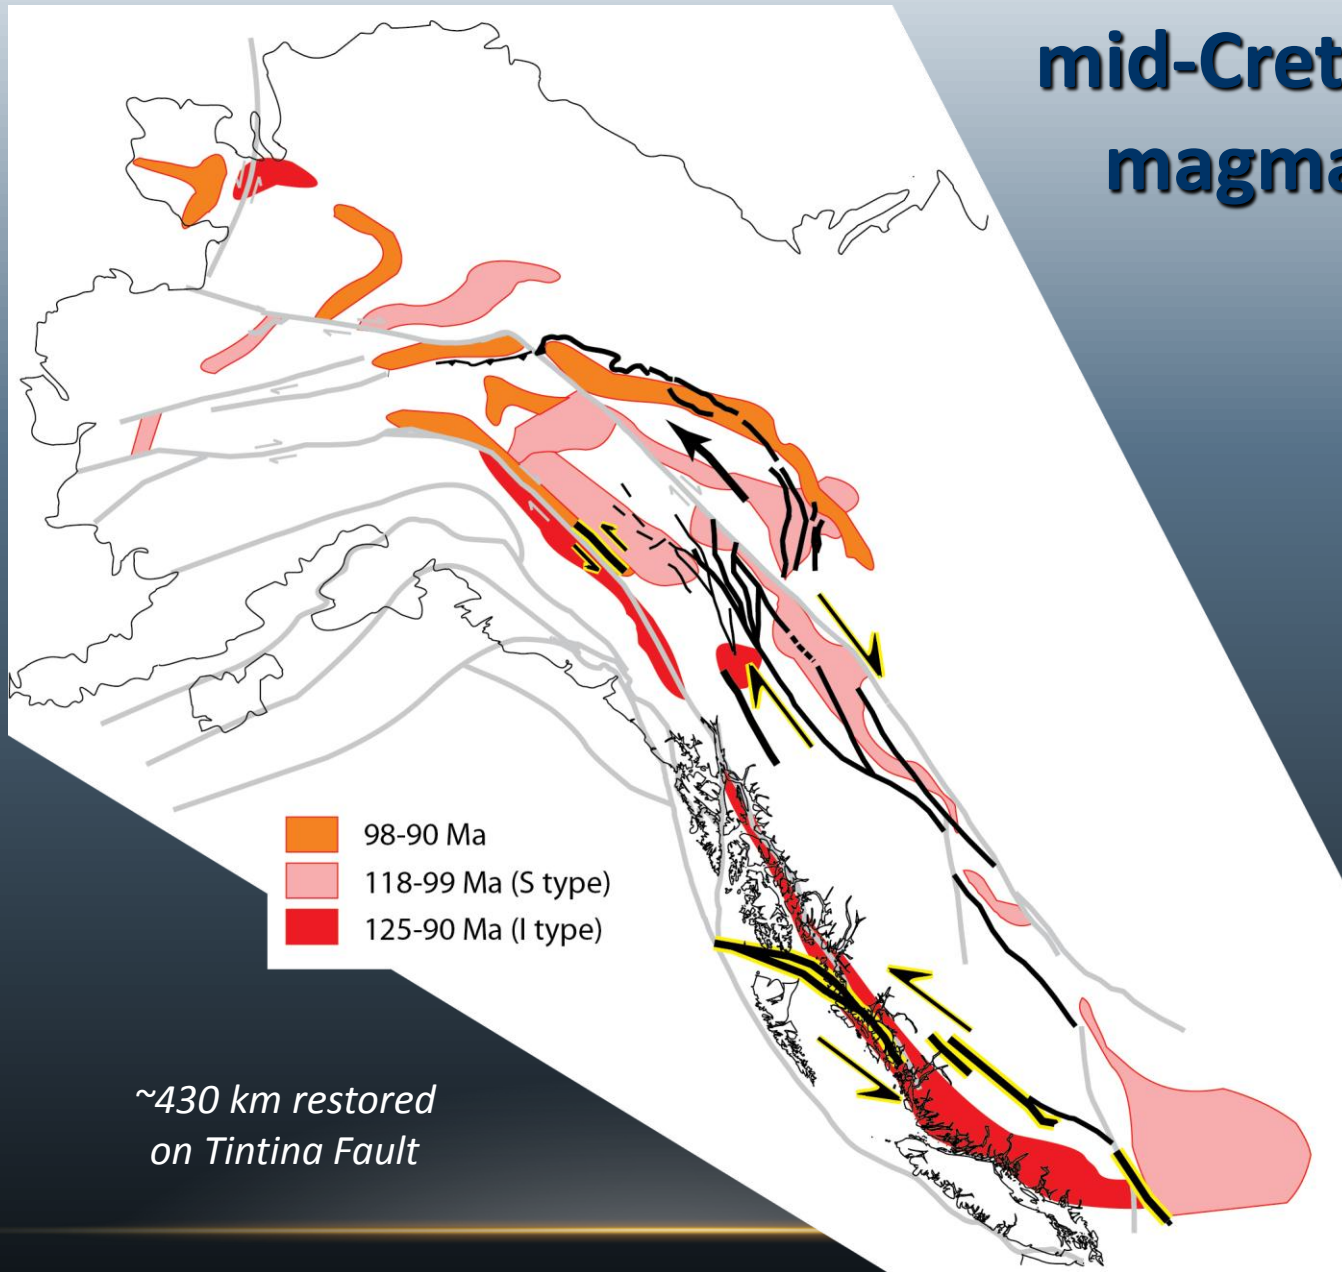 mid-Cret
magma
98-90 Ma
118-99 Ma (S type)
125-90 Ma (I type)
~430 km restored
on Tintina Fault